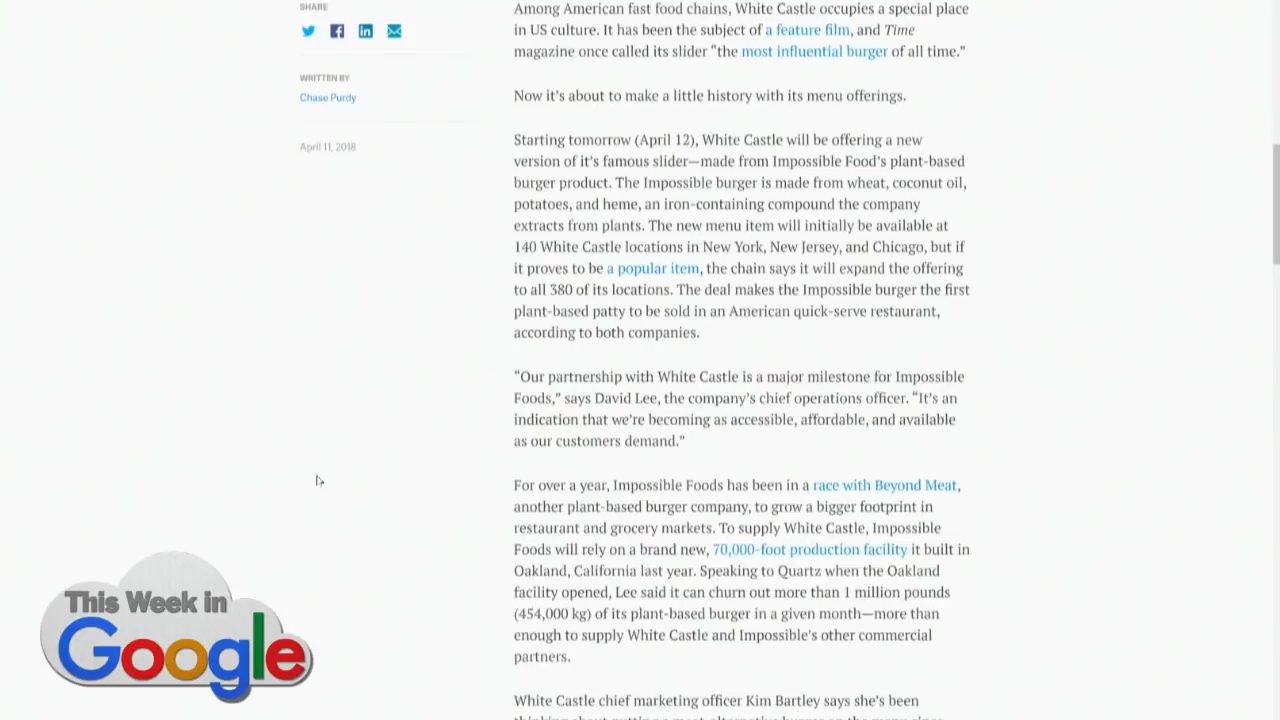 SHARE
WRITTEN BY
Chase Purdy
April 11, 2018
Among American fast food chains, White Castle occupies a special place
in US culture. It has been the subject of a feature film, and Time
magazine once called its slider “the most influential burger of all time.”
Now it’s about to make a little history with its menu offerings.
Starting tomorrow (April 12), White Castle will be offering a new
version of it’s famous slider—made from Impossible Food’s plant-based
burger product. The Impossible burger is made from wheat, coconut oil,
potatoes, and heme, an iron-containing compound the company
extracts from plants. The new menu item will initially be available at
140 White Castle locations in New York, New Jersey, and Chicago, but if
it proves to be a popular item, the chain says it will expand the offering
to all 380 of its locations. The deal makes the Impossible burger the first
plant-based patty to be sold in an American quick-serve restaurant,
according to both companies.
“Our partnership with White Castle is a major milestone for Impossible
Foods,” says David Lee, the company’s chief operations officer. “It’s an
indication that we’re becoming as accessible, affordable, and available
as our customers demand.”
For over a year, Impossible Foods has been in a race with Beyond Meat,
another plant-based burger company, to grow a bigger footprint in
restaurant and grocery markets. To supply White Castle, Impossible
Foods will rely on a brand new, 70,000-foot production facility it built in
Oakland, California last year. Speaking to Quartz when the Oakland
facility opened, Lee said it can churn out more than 1 million pounds
(454,000 kg) of its plant-based burger in a given month—more than
enough to supply White Castle and Impossible’s other commercial
partners.
White Castle chief marketing officer Kim Bartley says she’s been
This Week in
Google